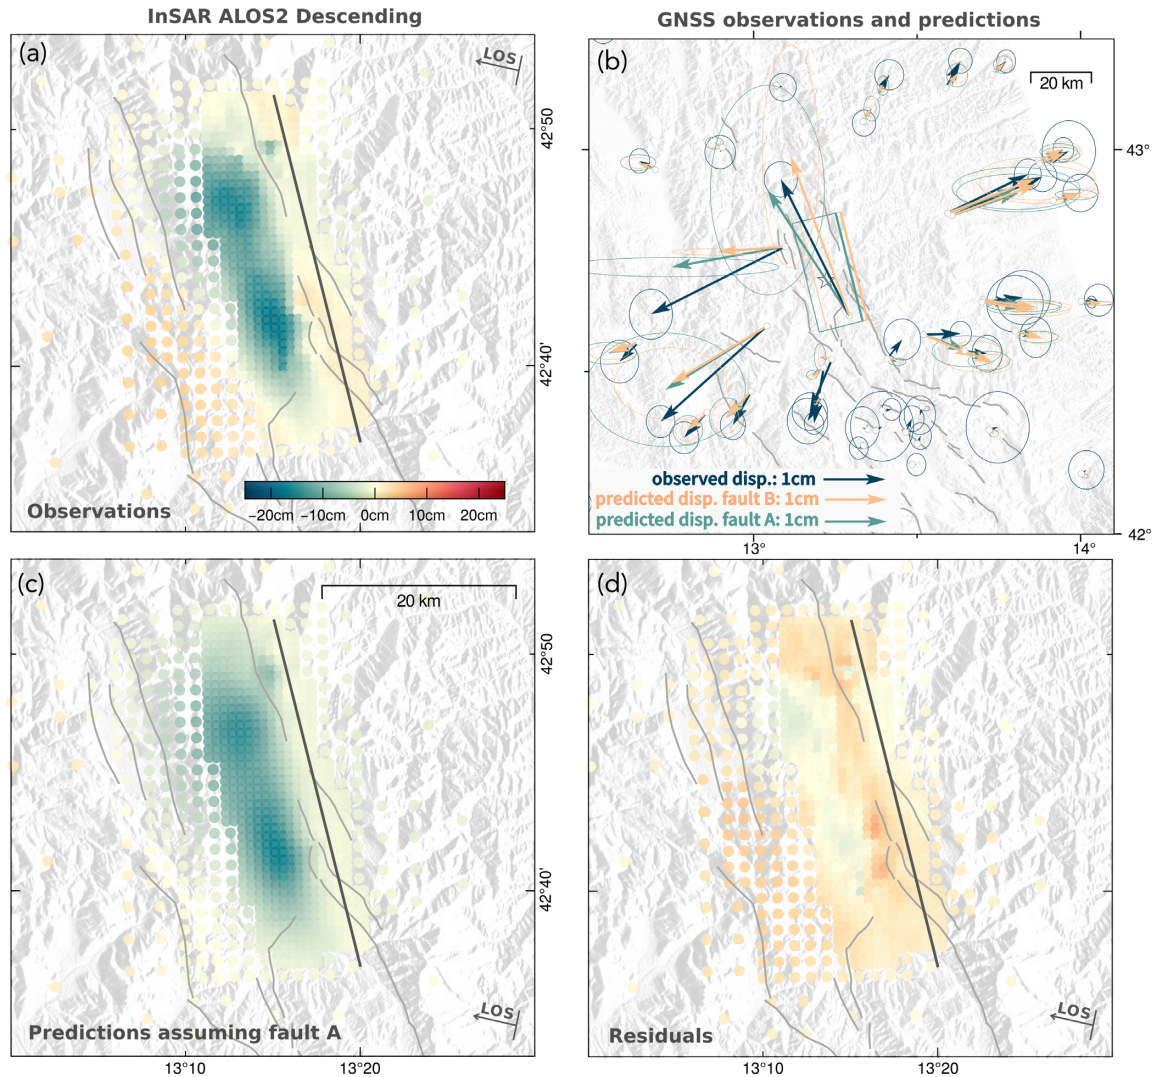 InSAR ALOS2 Descending
GNSS observations and predictions
(a)
LOS
42°50
42°40'
−20cm −10cm 0cm 10cm 20cm
Observations
(b)
20 km
43°
observed disp.: 1cm
predicted disp. fault B: 1cm
predicted disp. fault A: 1cm
42°
13°
14°
(c)
20 km
42°50
42°40'
Predictions assuming fault A
LOS
13°10
13°20
(d)
Residuals
LOS
13°10
13°20